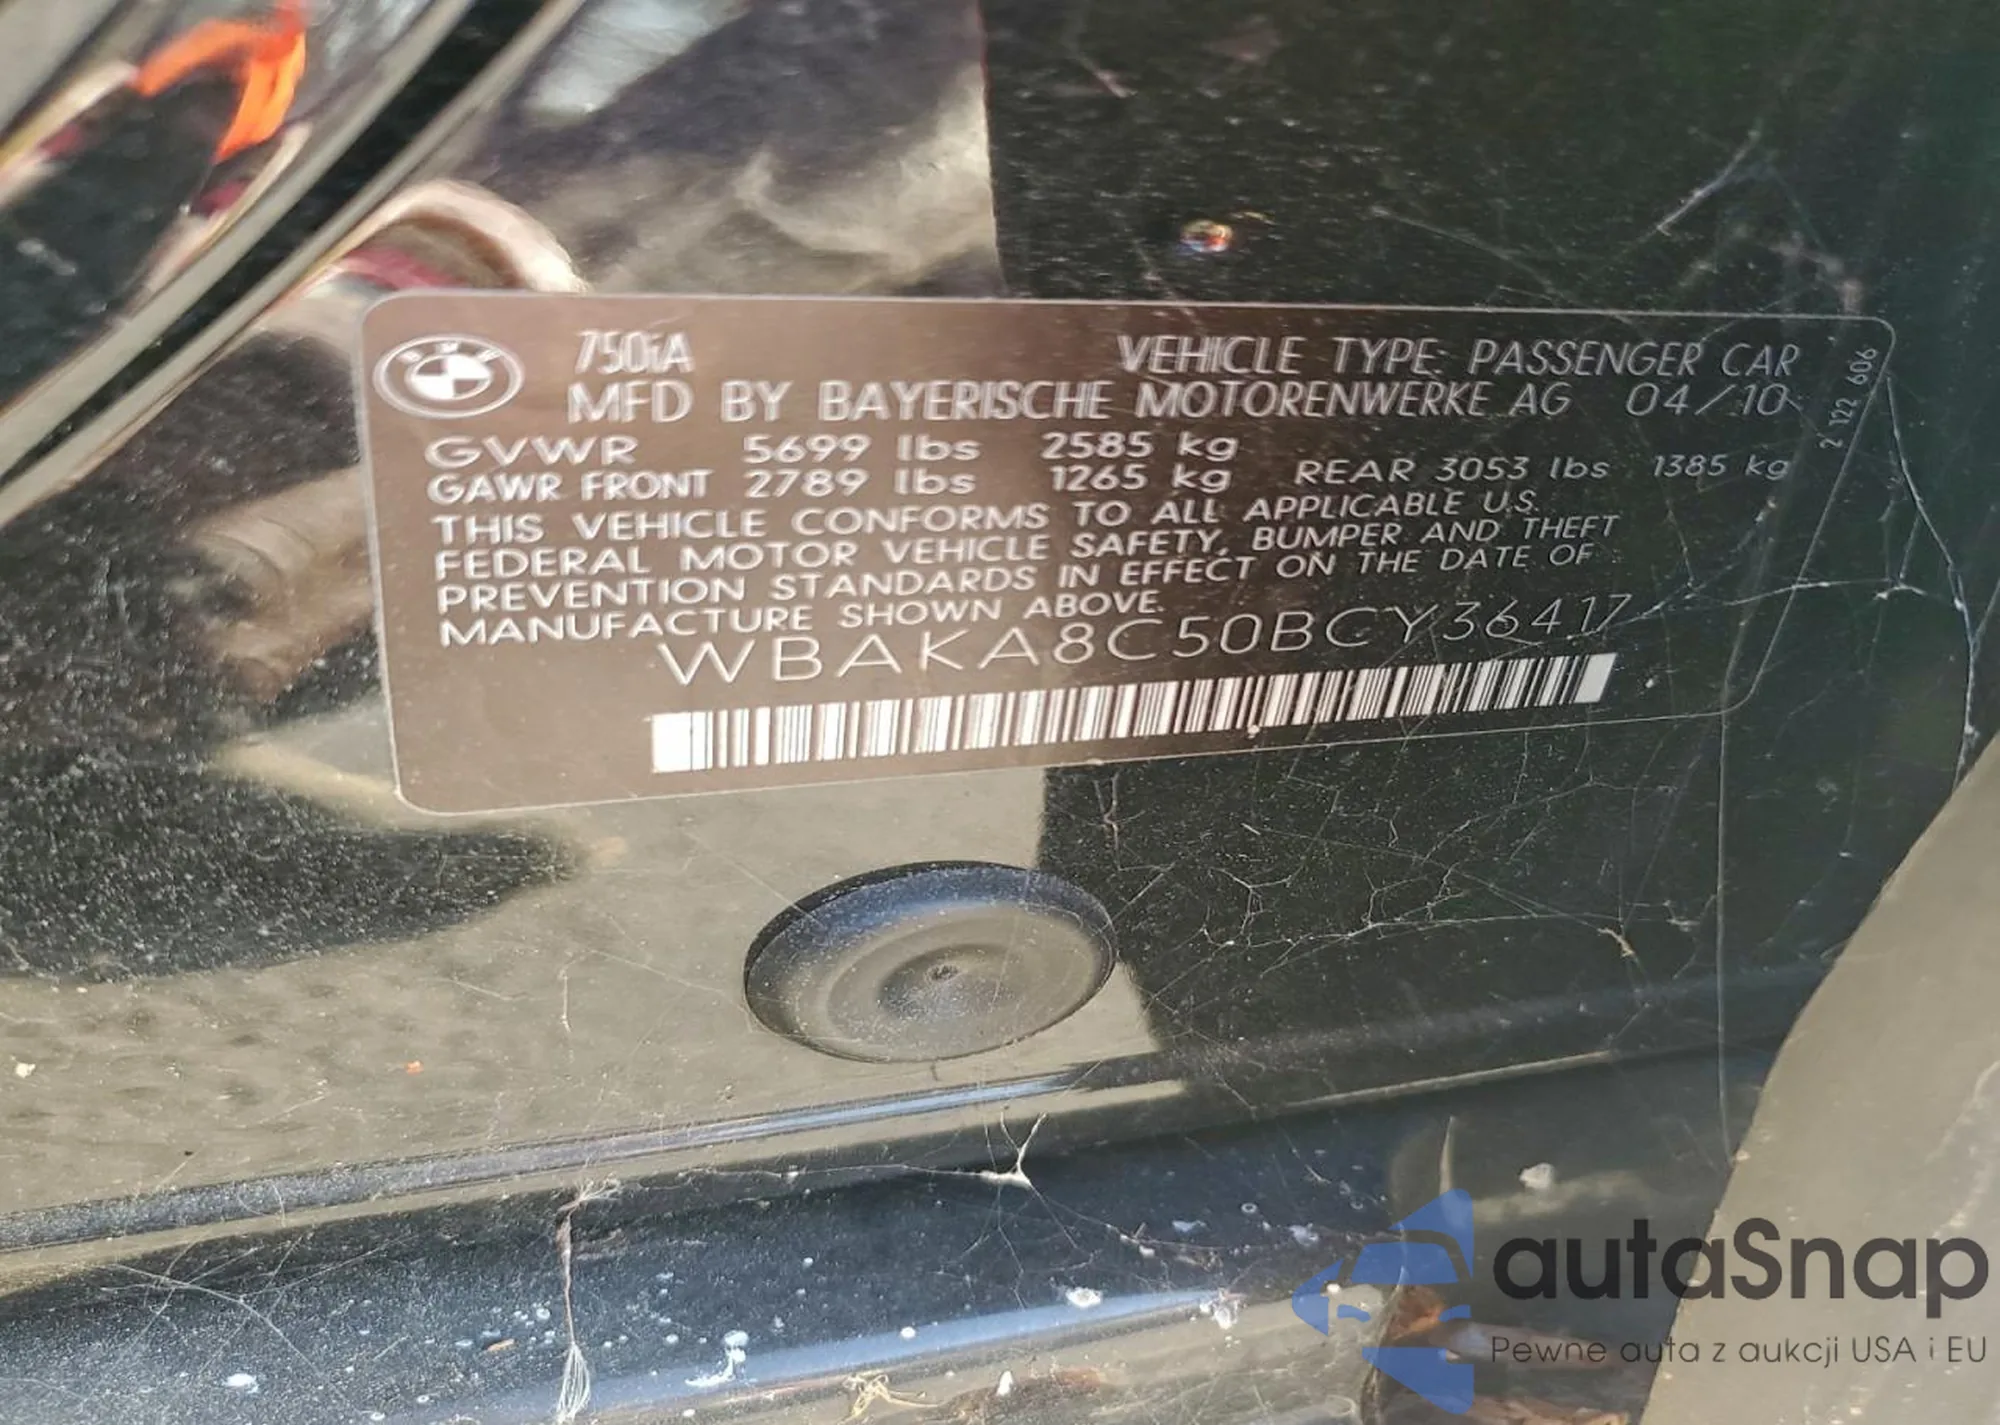 BMW
750iA
VEHICLE TYPE: PASSENGER CAR
MFD BY BAYERISCHE MOTORENWERKE AG 04/10
GVWR 5699 lbs 2585 kg
GAWR FRONT 2789 lbs 1265 kg REAR 3053 lbs 1385 kg
THIS VEHICLE CONFORMS TO ALL APPLICABLE U.S.
FEDERAL MOTOR VEHICLE SAFETY, BUMPER AND THEFT
PREVENTION STANDARDS IN EFFECT ON THE DATE OF
MANUFACTURE SHOWN ABOVE.
WBAKA8C50BCY36417
2 122 606
autaSnap
Pewne auta z aukcji USA i EU